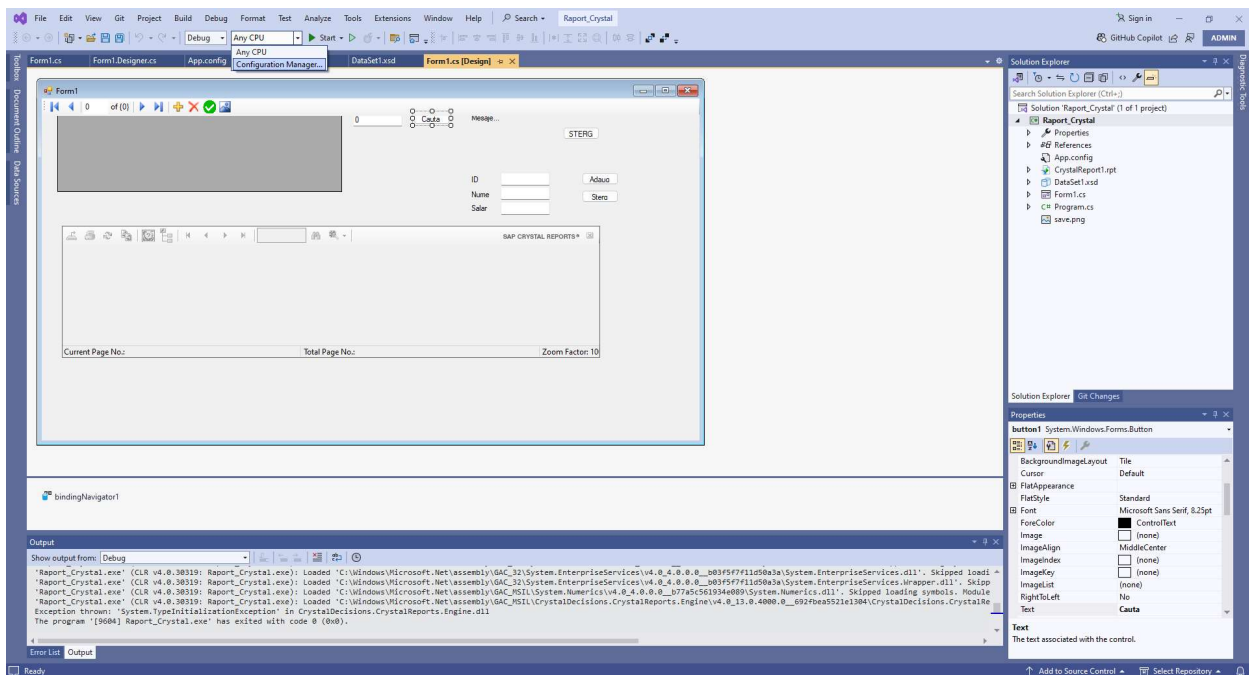 File Edit View Git Project Build Debug Format Test Analyze Tools Extensions Window Help Search Raport_Crystal Sign in
Debug Any CPU Start GitHub Copilot ADMIN
Any CPU
Configuration Manager...
Form1.cs Form1.Designer.cs App.config DataSet1.xsd Form1.cs [Design]
Toolbox
Document Outline
Data Sources
Form1
0 of {0}
0 Cauta Mesaje...
STERG
ID Adaug
Nume Sterg
Salar
SAP CRYSTAL REPORTS®
Current Page No.: Total Page No.: Zoom Factor: 10
bindingNavigator1
Output
Show output from: Debug
'Raport_Crystal.exe' (CLR v4.0.30319: Raport_Crystal.exe): Loaded 'C:\Windows\Microsoft.Net\assembly\GAC_32\System.EnterpriseServices\v4.0_4.0.0.0__b03f5f7f11d50a3a\System.EnterpriseServices.dll'. Skipped loadi
'Raport_Crystal.exe' (CLR v4.0.30319: Raport_Crystal.exe): Loaded 'C:\Windows\Microsoft.Net\assembly\GAC_32\System.EnterpriseServices\v4.0_4.0.0.0__b03f5f7f11d50a3a\System.EnterpriseServices.Wrapper.dll'. Skipp
'Raport_Crystal.exe' (CLR v4.0.30319: Raport_Crystal.exe): Loaded 'C:\Windows\Microsoft.Net\assembly\GAC_MSIL\System.Numerics\v4.0_4.0.0.0__b77a5c561934e089\System.Numerics.dll'. Skipped loading symbols. Module
'Raport_Crystal.exe' (CLR v4.0.30319: Raport_Crystal.exe): Loaded 'C:\Windows\Microsoft.Net\assembly\GAC_MSIL\CrystalDecisions.CrystalReports.Engine\v4.0_13.0.4000.0__692fbea5521e1304\CrystalDecisions.CrystalRe
Exception thrown: 'System.TypeInitializationException' in CrystalDecisions.CrystalReports.Engine.dll
The program '[9604] Raport_Crystal.exe' has exited with code 0 (0x0).
Error List Output
Ready Add to Source Control Select Repository
Solution Explorer
Search Solution Explorer (Ctrl+;)
Solution 'Raport_Crystal' (1 of 1 project)
Raport_Crystal
Properties
References
App.config
CrystalReport1.rpt
DataSet1.xsd
Form1.cs
C# Program.cs
save.png
Solution Explorer Git Changes
Properties
button1 System.Windows.Forms.Button
BackgroundImageLayout Tile
Cursor Default
FlatAppearance
FlatStyle Standard
Font Microsoft Sans Serif, 8.25pt
ForeColor ControlText
Image (none)
ImageAlign MiddleCenter
ImageIndex (none)
ImageKey (none)
ImageList (none)
RightToLeft No
Text Cauta
Text
The text associated with the control.
Diagnostic Tools